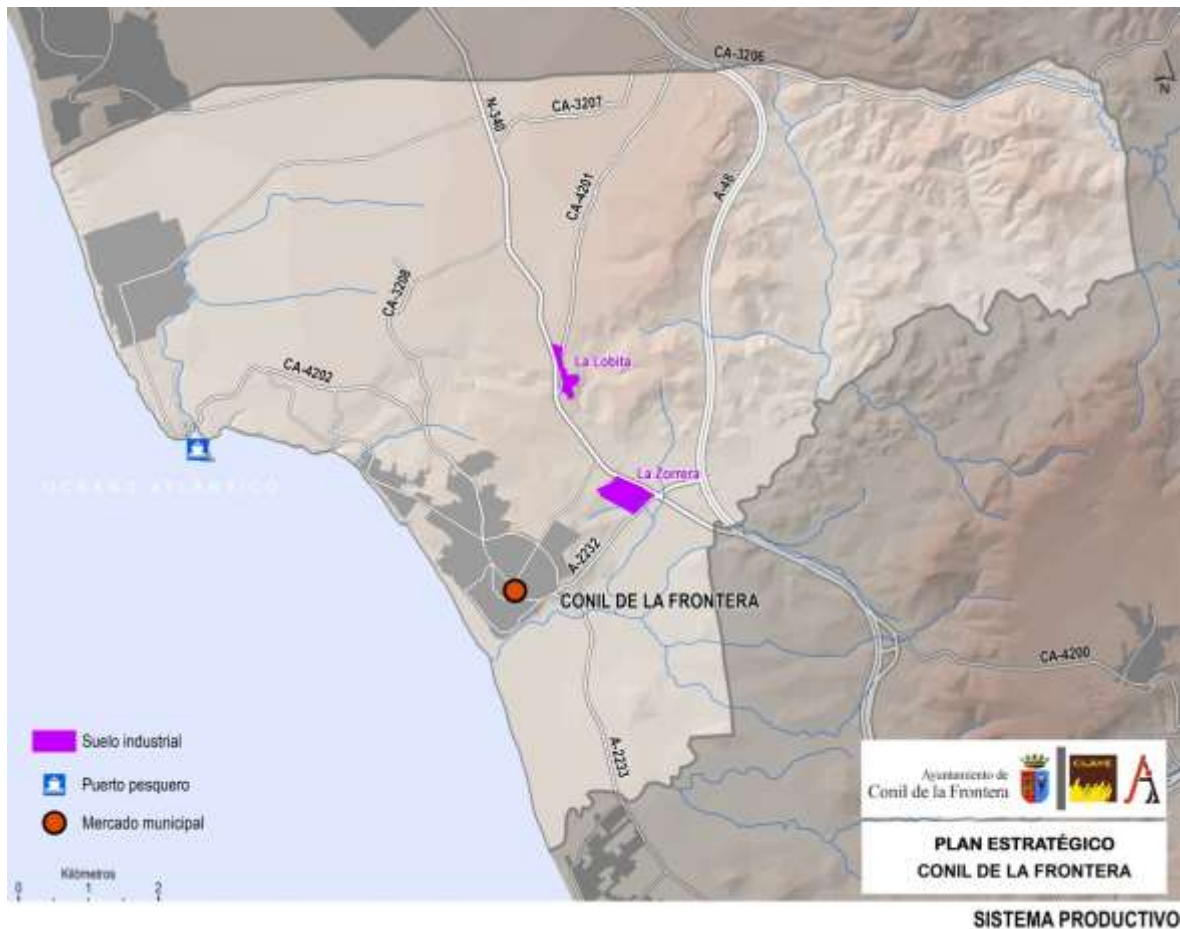 CA-3206
N
N-340
CA-3207
CA-4201
A-48
CA-3208
La Lobita
CA-4202
La Zorrera
OCEANO ATLÁNTICO
A-2232
CONIL DE LA FRONTERA
CA-4200
A-2233
Suelo industrial
Puerto pesquero
Mercado municipal
Kilómetros
0 1 2
Ayuntamiento de
Conil de la Frontera
CLAVE
PLAN ESTRATÉGICO
CONIL DE LA FRONTERA
SISTEMA PRODUCTIVO